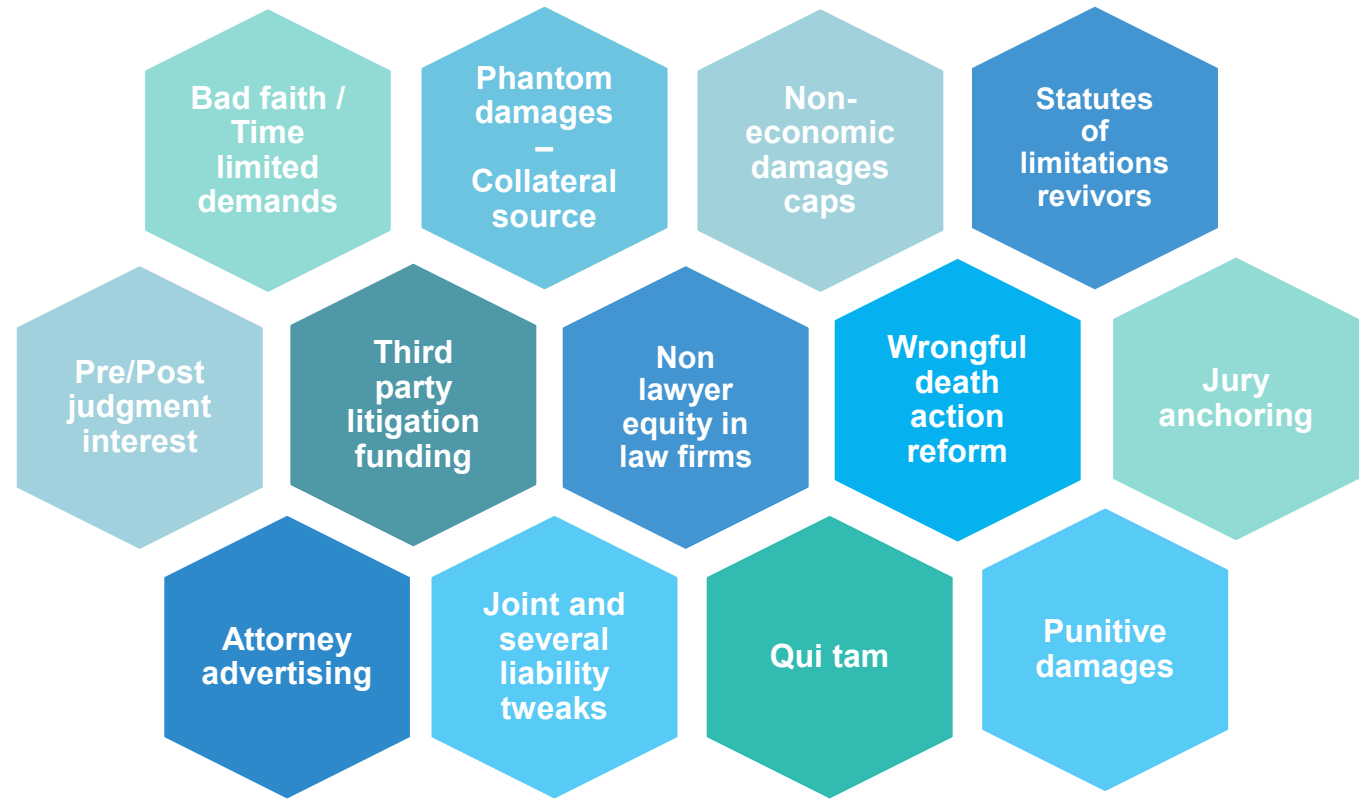 Bad faith /
Time
limited
demands
Phantom
damages
–
Collateral
source
Non-
economic
damages
caps
Statutes
of
limitations
revivors
Pre/Post
judgment
interest
Third
party
litigation
funding
Non
lawyer
equity in
law firms
Wrongful
death
action
reform
Jury
anchoring
Attorney
advertising
Joint and
several
liability
tweaks
Qui tam
Punitive
damages